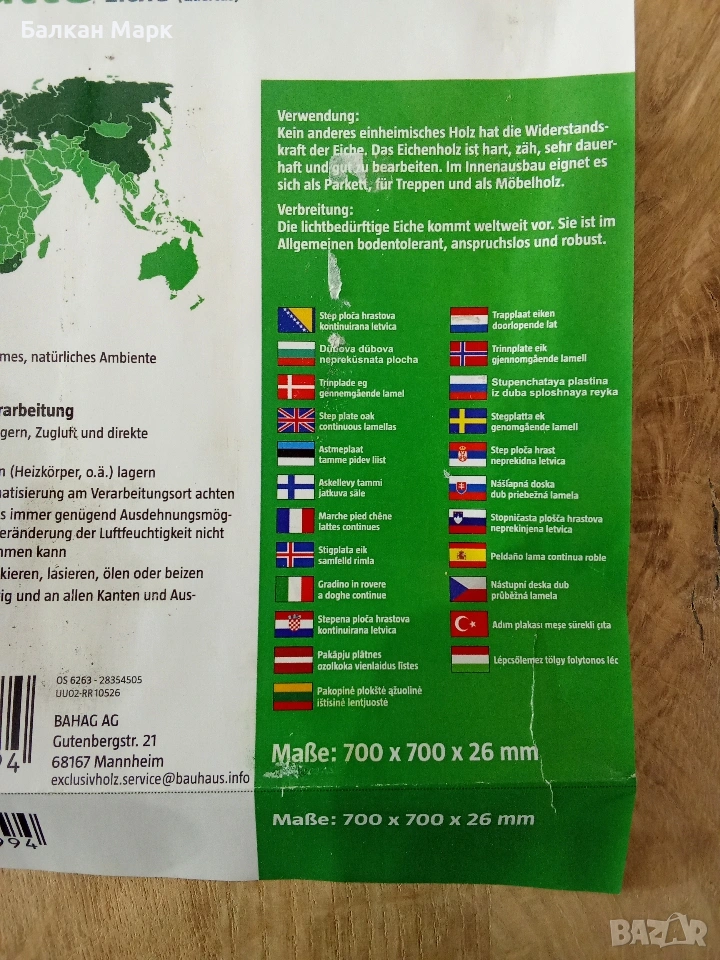 Балкан Марк
Verwendung:
Kein anderes einheimisches Holz hat die Widerstands-
kraft der Eiche. Das Eichenholz ist hart, zäh, sehr dauer-
haft und gut zu bearbeiten. Im Innenausbau eignet es
sich als Parkett, für Treppen und als Möbelholz.
Verbreitung:
Die lichtbedürftige Eiche kommt weltweit vor. Sie ist im
Allgemeinen bodentolerant, anspruchslos und robust.
Step ploča hrastova
kontinuirana letvica
Dŭbova dŭbova
neprekŭsnata plocha
Trinplade eg
gennemgående lamel
Step plate oak
continuous lamellas
Astmeplaat
tamme pidev liist
Askellevy tammi
jatkuva säle
Marche pied chêne
lattes continues
Stigplata eik
samfelld rimla
Gradino in rovere
a doghe continue
Stepena ploča hrastova
kontinuirana letvica
Pakāpju plātnes
ozolkoka vienlaidus līstes
Pakopinė plokštė ąžuolinė
ištisinė lentjuostė
Trapplaat eiken
doorlopende lat
Trinnplate eik
gjennomgående lamell
Stupenchataya plastina
iz duba sploshnaya reyka
Stegplatta ek
genomgående lamell
Step ploča hrast
neprekidna letvica
Nášľapná doska
dub priebežná lamela
Stopničasta plošča hrastova
neprekinjena letvica
Peldaño lama continua roble
Nástupní deska dub
průběžná lamela
Adım plakası meşe sürekli çıta
Lépcsőlemez tölgy folytonos léc
Maße: 700 x 700 x 26 mm
Maße: 700 x 700 x 26 mm
mes, natürliches Ambiente
rarbeitung
gern, Zugluft und direkte
n (Heizkörper, o.ä.) lagern
atisierung am Verarbeitungsort achten
s immer genügend Ausdehnungsmög-
eränderung der Luftfeuchtigkeit nicht
mmen kann
kieren, lasieren, ölen oder beizen
ig und an allen Kanten und Aus-
OS 6263 - 28354505
UU02-RR10526
BAHAG AG
Gutenbergstr. 21
68167 Mannheim
exclusivholz.service@bauhaus.info
94
994
BAZAR